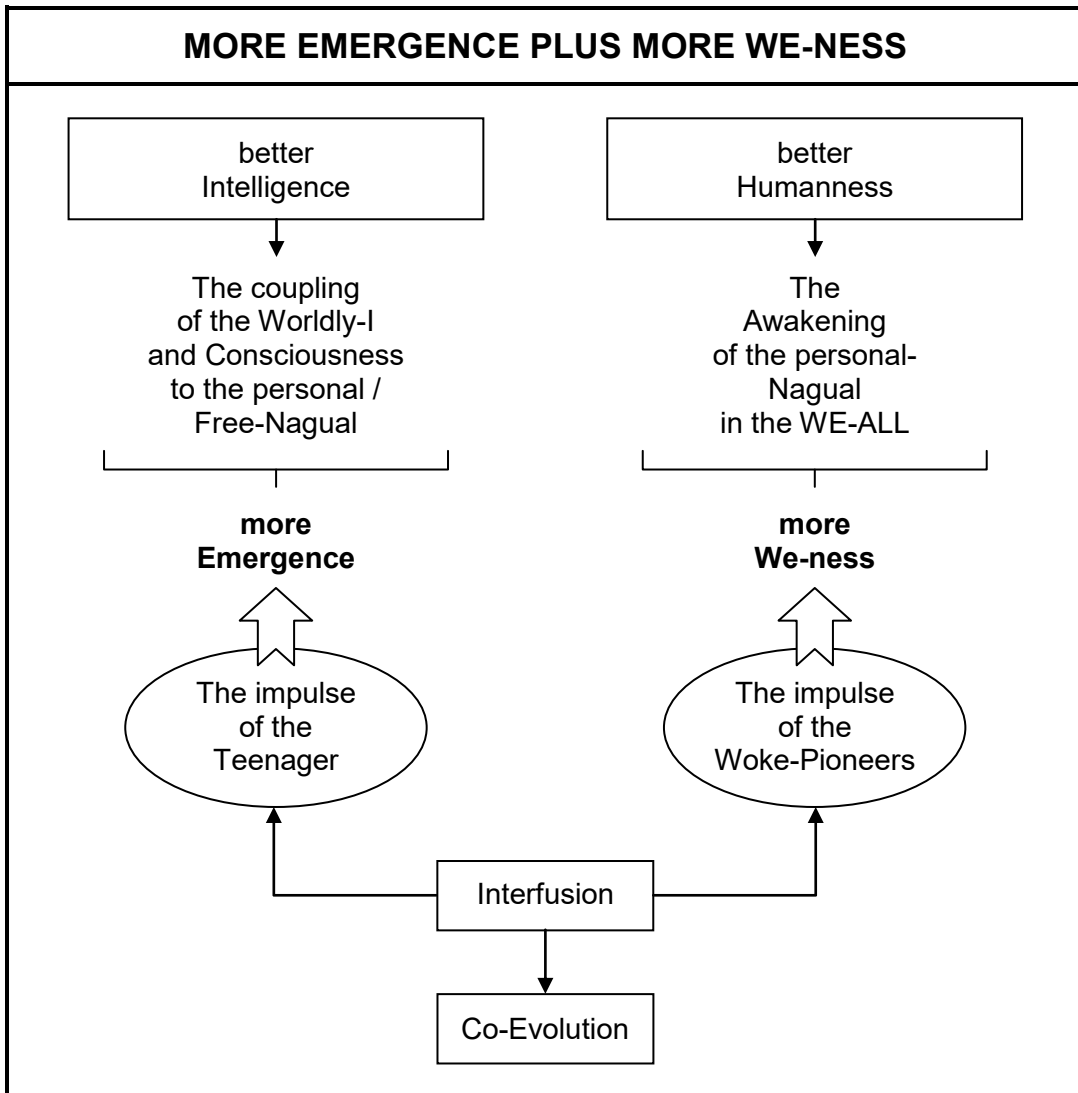 MORE EMERGENCE PLUS MORE WE-NESS
better
Intelligence
The coupling
of the Worldly-I
and Consciousness
to the personal /
Free-Nagual
more
Emergence
The impulse
of the
Teenager
better
Humanness
The
Awakening
of the personal-
Nagual
in the WE-ALL
more
We-ness
The impulse
of the
Woke-Pioneers
Interfusion
Co-Evolution